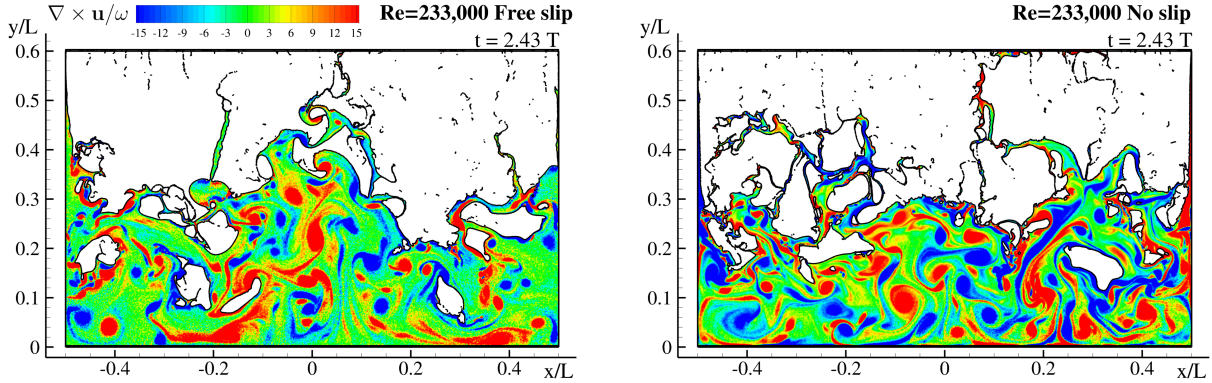 ∇ × u/ω
-15 -12 -9 -6 -3 0 3 6 9 12 15
Re=233,000 Free slip
t = 2.43 T
y/L
0.6
0.5
0.4
0.3
0.2
0.1
0
-0.4 -0.2 0 0.2 0.4 x/L
Re=233,000 No slip
t = 2.43 T
y/L
0.6
0.5
0.4
0.3
0.2
0.1
0
-0.4 -0.2 0 0.2 0.4 x/L